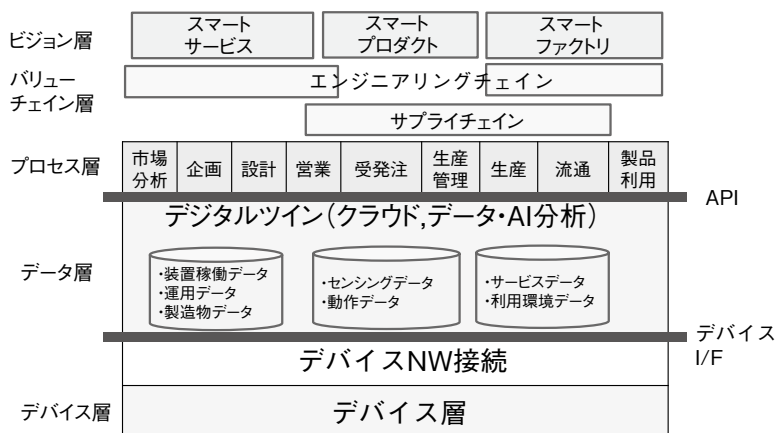 ビジョン層
スマート
サービス
スマート
プロダクト
スマート
ファクトリ
バリュー
チェイン層
エンジニアリングチェイン
サプライチェイン
プロセス層
市場
分析
企画
設計
営業
受発注
生産
管理
生産
流通
製品
利用
API
デジタルツイン(クラウド,データ・AI分析)
データ層
・装置稼働データ
・運用データ
・製造物データ
・センシングデータ
・動作データ
・サービスデータ
・利用環境データ
デバイス
I/F
デバイスNW接続
デバイス層
デバイス層